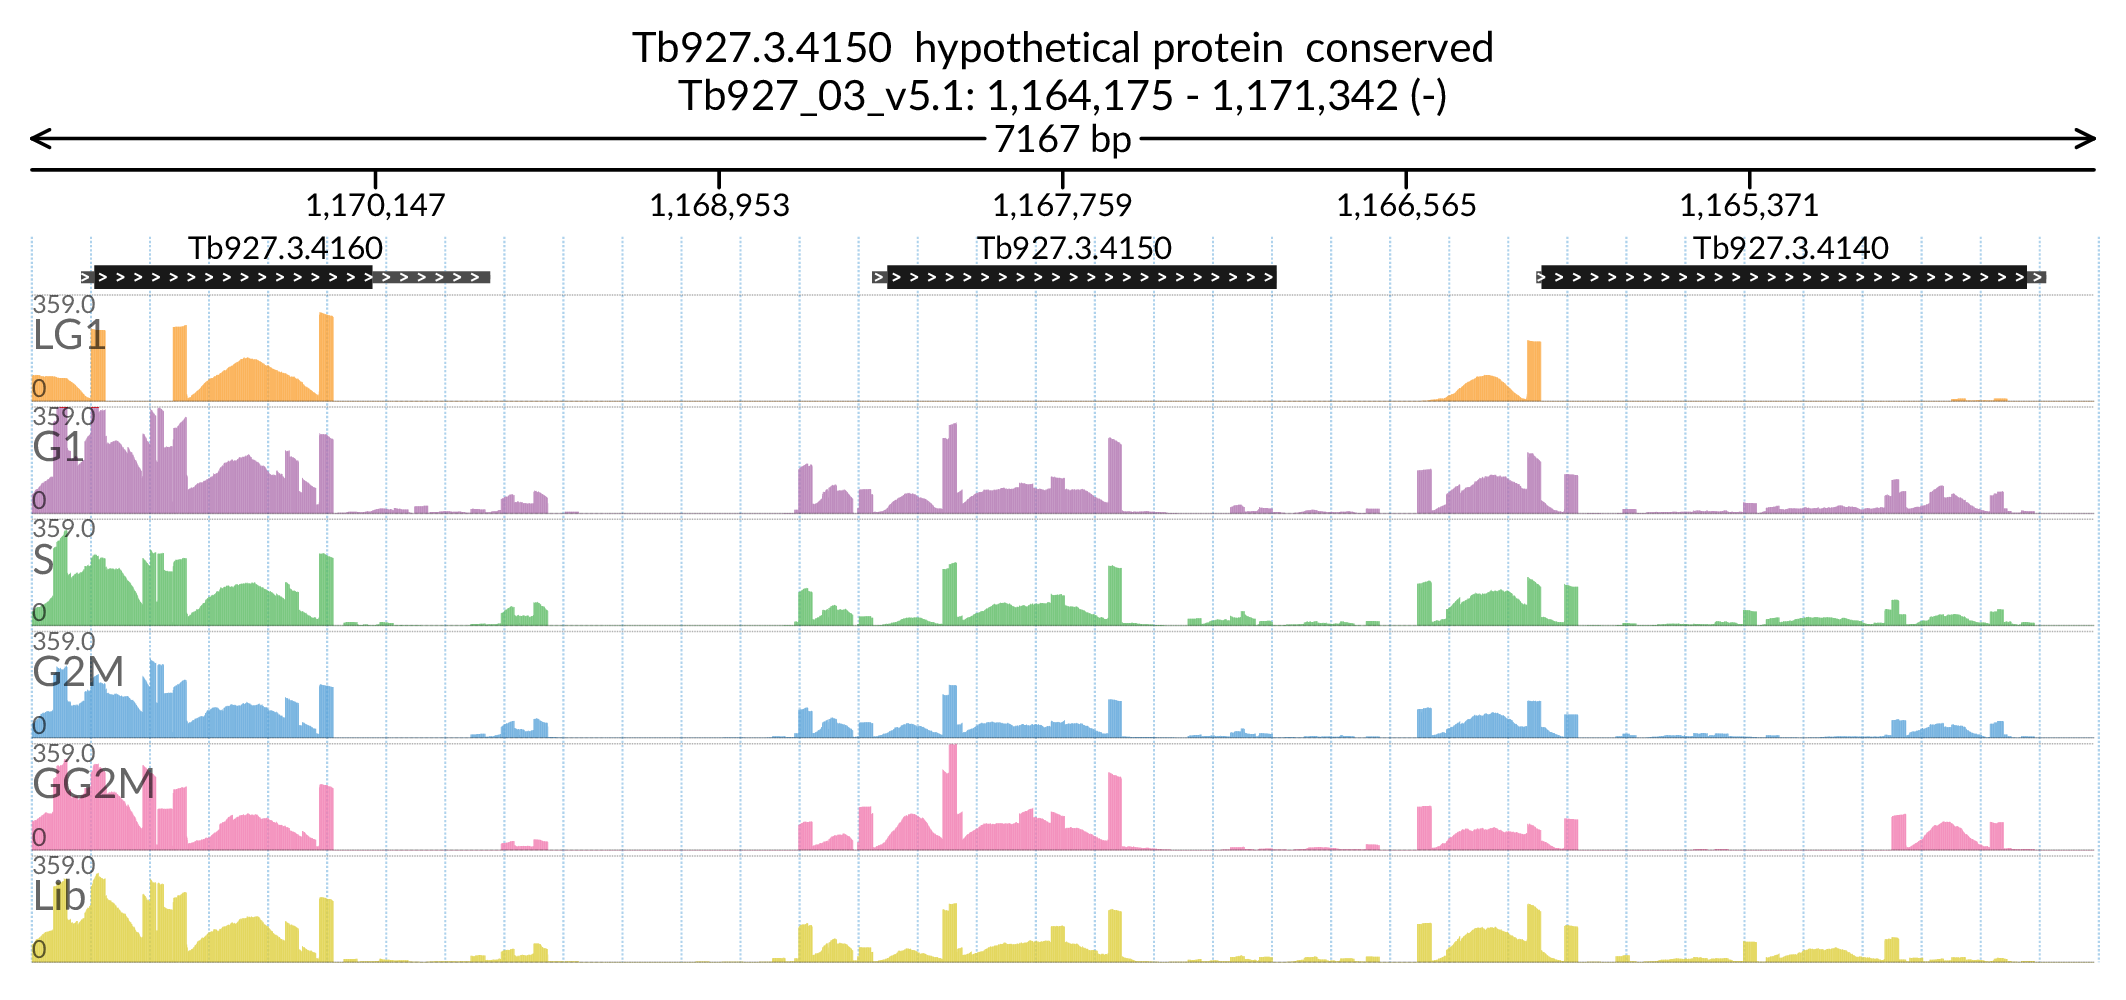 Tb927.3.4150  hypothetical protein  conserved
Tb927_03_v5.1: 1,164,175 - 1,171,342 (-)
7167 bp
1,170,147 1,168,953 1,167,759 1,166,565 1,165,371
Tb927.3.4160 Tb927.3.4150 Tb927.3.4140
359.0
LG1
0
359.0
G1
0
359.0
S
0
359.0
G2M
0
359.0
GG2M
0
359.0
Lib
0